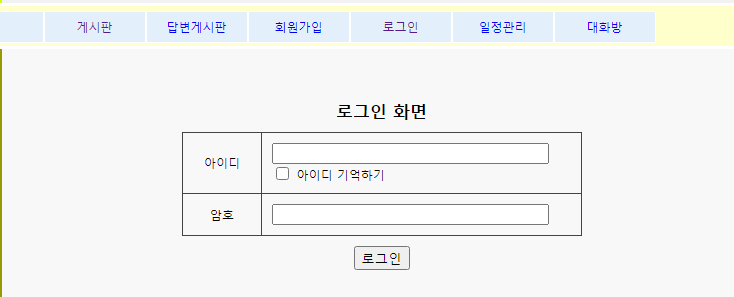 게시판 답변게시판 회원가입 로그인 일정관리 대화방
로그인 화면
아이디
아이디 기억하기
암호
로그인